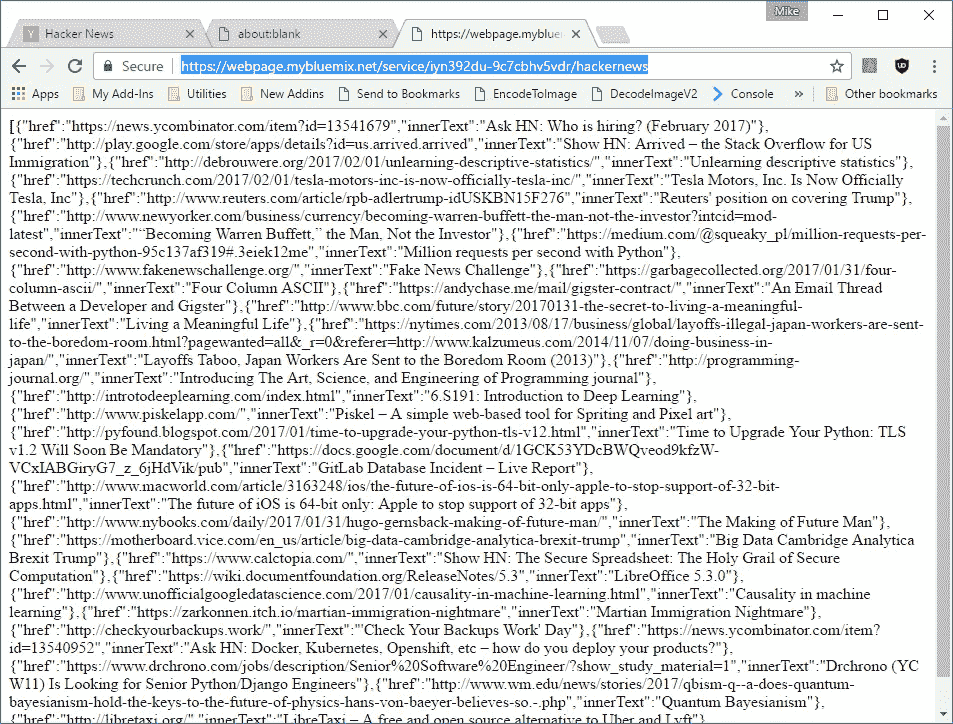 Mike
Hacker News
about:blank
https://webpage.myblue
Secure
https://webpage.mybluemix.net/service/iyn392du-9c7cbhv5vdr/hackernews
Apps My Add-Ins Utilities New Addins Send to Bookmarks EncodeToImage DecodeImageV2 Console » Other bookmarks
[{"href":"https://news.ycombinator.com/item?id=13541679","innerText":"Ask HN: Who is hiring? (February 2017)"},
{"href":"http://play.google.com/store/apps/details?id=us.arrived.arrived","innerText":"Show HN: Arrived – the Stack Overflow for US
Immigration"},{"href":"http://debrouwere.org/2017/02/01/unlearning-descriptive-statistics/","innerText":"Unlearning descriptive statistics"},
{"href":"https://techcrunch.com/2017/02/01/tesla-motors-inc-is-now-officially-tesla-inc/","innerText":"Tesla Motors, Inc. Is Now Officially
Tesla, Inc"},{"href":"http://www.reuters.com/article/rpb-adlertrump-idUSKBN15F276","innerText":"Reuters' position on covering Trump"},
{"href":"http://www.newyorker.com/business/currency/becoming-warren-buffett-the-man-not-the-investor?intcid=mod-
latest","innerText":"“Becoming Warren Buffett,” the Man, Not the Investor"},{"href":"https://medium.com/@squeaky_pl/million-requests-per-
second-with-python-95c137af319#.3eiek12me","innerText":"Million requests per second with Python"},
{"href":"http://www.fakenewschallenge.org/","innerText":"Fake News Challenge"},{"href":"https://garbagecollected.org/2017/01/31/four-
column-ascii/","innerText":"Four Column ASCII"},{"href":"https://andychase.me/mail/gigster-contract/","innerText":"An Email Thread
Between a Developer and Gigster"},{"href":"http://www.bbc.com/future/story/20170131-the-secret-to-living-a-meaningful-
life","innerText":"Living a Meaningful Life"},{"href":"https://nytimes.com/2013/08/17/business/global/layoffs-illegal-japan-workers-are-sent-
to-the-boredom-room.html?pagewanted=all&_r=0&referer=http://www.kalzumeus.com/2014/11/07/doing-business-in-
japan/","innerText":"Layoffs Taboo, Japan Workers Are Sent to the Boredom Room (2013)"},{"href":"http://programming-
journal.org/","innerText":"Introducing The Art, Science, and Engineering of Programming journal"},
{"href":"http://introtodeeplearning.com/index.html","innerText":"6.S191: Introduction to Deep Learning"},
{"href":"http://www.piskelapp.com/","innerText":"Piskel – A simple web-based tool for Spriting and Pixel art"},
{"href":"http://pyfound.blogspot.com/2017/01/time-to-upgrade-your-python-tls-v12.html","innerText":"Time to Upgrade Your Python: TLS
v1.2 Will Soon Be Mandatory"},{"href":"https://docs.google.com/document/d/1GCK53YDcBWQveod9kfzW-
VCxIABGiryG7_z_6jHdVik/pub","innerText":"GitLab Database Incident – Live Report"},
{"href":"http://www.macworld.com/article/3163248/ios/the-future-of-ios-is-64-bit-only-apple-to-stop-support-of-32-bit-
apps.html","innerText":"The future of iOS is 64-bit only: Apple to stop support of 32-bit apps"},
{"href":"http://www.nybooks.com/daily/2017/01/31/hugo-gernsback-making-of-future-man/","innerText":"The Making of Future Man"},
{"href":"https://motherboard.vice.com/en_us/article/big-data-cambridge-analytica-brexit-trump","innerText":"Big Data Cambridge Analytica
Brexit Trump"},{"href":"https://www.calctopia.com/","innerText":"Show HN: The Secure Spreadsheet: The Holy Grail of Secure
Computation"},{"href":"https://wiki.documentfoundation.org/ReleaseNotes/5.3","innerText":"LibreOffice 5.3.0"},
{"href":"http://www.unofficialgoogledatascience.com/2017/01/causality-in-machine-learning.html","innerText":"Causality in machine
learning"},{"href":"https://zarkonnen.itch.io/martian-immigration-nightmare","innerText":"Martian Immigration Nightmare"},
{"href":"http://checkyourbackups.work/","innerText":"'Check Your Backups Work' Day"},{"href":"https://news.ycombinator.com/item?
id=13540952","innerText":"Ask HN: Docker, Kubernetes, Openshift, etc – how do you deploy your products?"},
{"href":"https://www.drchrono.com/jobs/description/Senior%20Software%20Engineer/?show_study_material=1","innerText":"Drchrono (YC
W11) Is Looking for Senior Python/Django Engineers"},{"href":"http://www.wm.edu/news/stories/2017/qbism-q--a-does-quantum-
bayesianism-hold-the-keys-to-the-future-of-physics-hans-von-baeyer-believes-so.-.php","innerText":"Quantum Bayesianism"},
{"href":"http://libretaxi.org/","innerText":"LibreTaxi – A free and open source alternative to Uber and Lyft"},